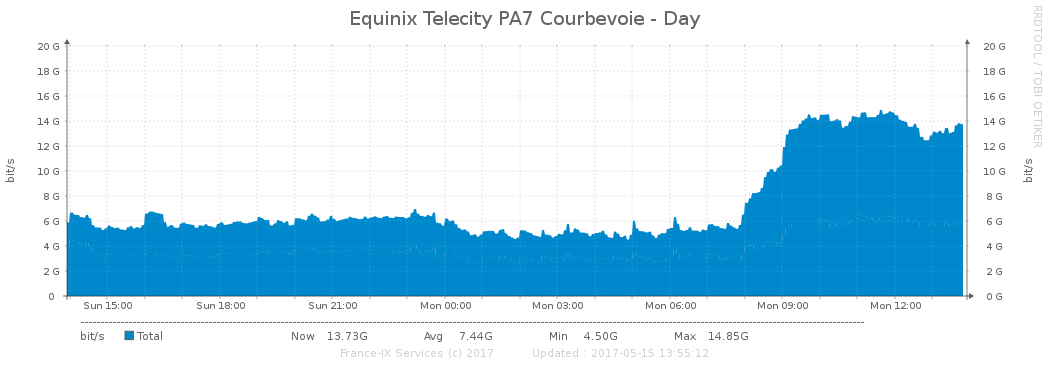 Equinix Telecity PA7 Courbevoie - Day
RRDTOOL / TOBI OETIKER
20 G 20 G
18 G 18 G
16 G 16 G
14 G 14 G
12 G 12 G
10 G 10 G
8 G 8 G
6 G 6 G
4 G 4 G
2 G 2 G
0 0 G
bit/s
bit/s
Sun 15:00 Sun 18:00 Sun 21:00 Mon 00:00 Mon 03:00 Mon 06:00 Mon 09:00 Mon 12:00
bit/s Total Now 13.73G Avg 7.44G Min 4.50G Max 14.85G
France-IX Services (c) 2017 Updated : 2017-05-15 13:55:12